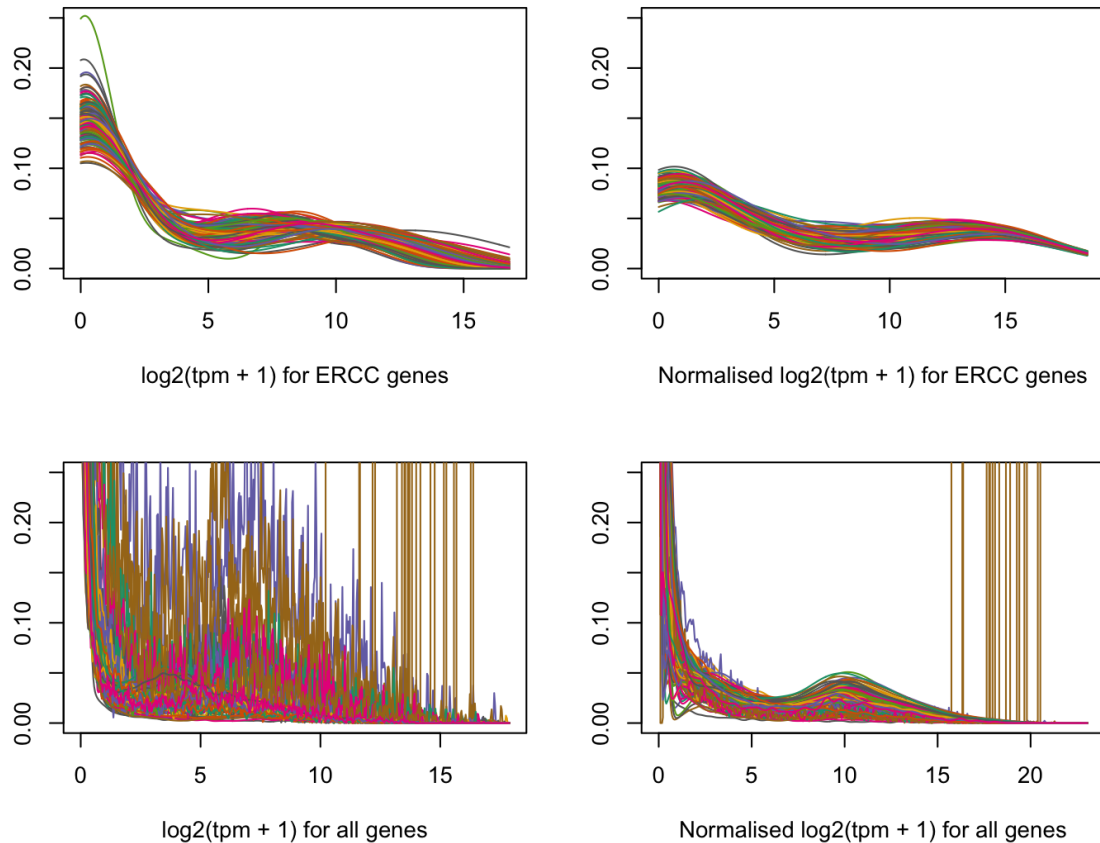 0.20
0.10
0.00
0 5 10 15
log2(tpm + 1) for ERCC genes
0.20
0.10
0.00
0 5 10 15
Normalised log2(tpm + 1) for ERCC genes
0.20
0.10
0.00
0 5 10 15
log2(tpm + 1) for all genes
0.20
0.10
0.00
0 5 10 15 20
Normalised log2(tpm + 1) for all genes